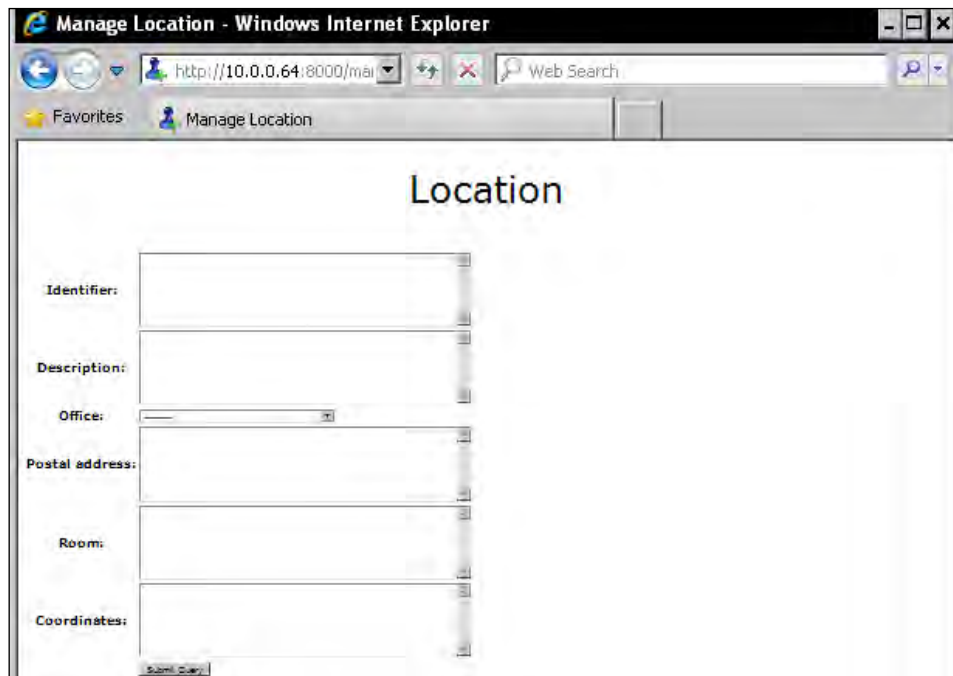 Manage Location - Windows Internet Explorer
http://10.0.0.64:8000/mai
Web Search
Favorites
Manage Location
Location
Identifier:
Description:
Office:
Postal address:
Room:
Coordinates:
Submit Query